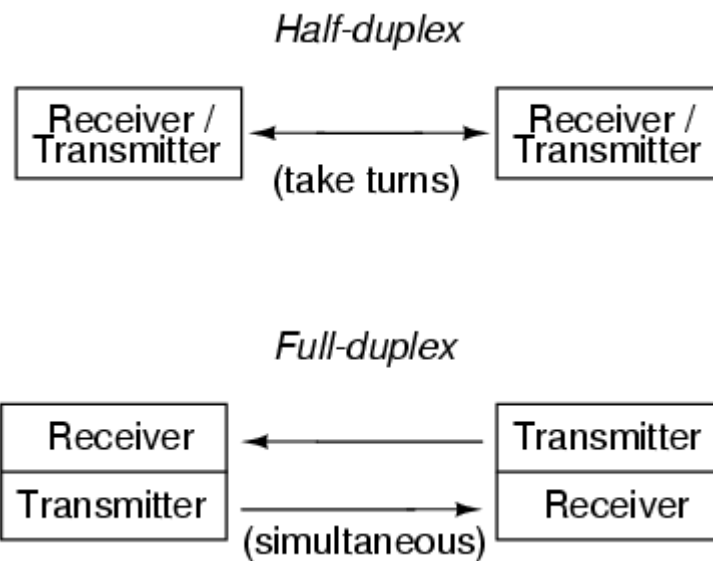 Half-duplex
Receiver / Receiver /
Transmitter Transmitter
(take turns)
Full-duplex
Receiver Transmitter
Transmitter Receiver
(simultaneous)